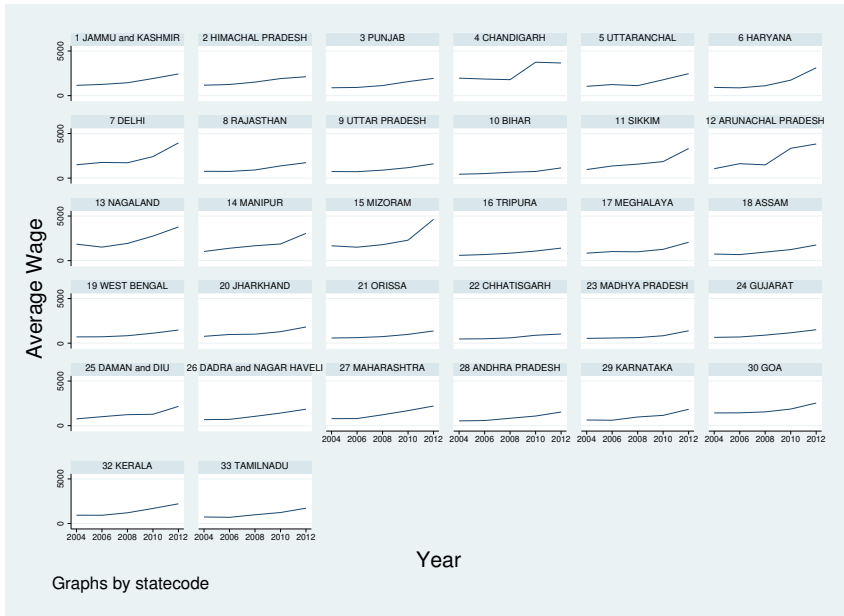 Average Wage
1 JAMMU and KASHMIR 2 HIMACHAL PRADESH 3 PUNJAB 4 CHANDIGARH 5 UTTARANCHAL 6 HARYANA
5000
0
7 DELHI 8 RAJASTHAN 9 UTTAR PRADESH 10 BIHAR 11 SIKKIM 12 ARUNACHAL PRADESH
5000
0
13 NAGALAND 14 MANIPUR 15 MIZORAM 16 TRIPURA 17 MEGHALAYA 18 ASSAM
5000
0
19 WEST BENGAL 20 JHARKHAND 21 ORISSA 22 CHHATISGARH 23 MADHYA PRADESH 24 GUJARAT
5000
0
25 DAMAN and DIU 26 DADRA and NAGAR HAVELI 27 MAHARASHTRA 28 ANDHRA PRADESH 29 KARNATAKA 30 GOA
5000
0
2004 2006 2008 2010 2012 2004 2006 2008 2010 2012 2004 2006 2008 2010 2012 2004 2006 2008 2010 2012
32 KERALA 33 TAMILNADU
5000
0
2004 2006 2008 2010 2012 2004 2006 2008 2010 2012
Year
Graphs by statecode